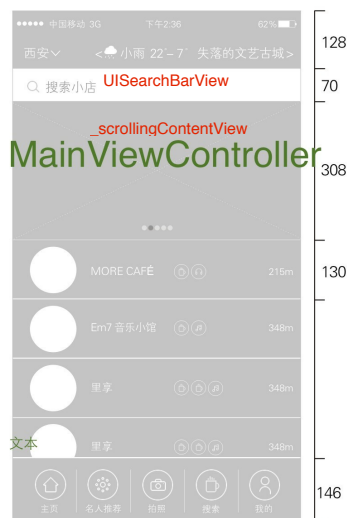 中国移动 3G 下午2:36 62%
西安 < 小雨 22°~ 7° 失落的文艺古城 >
128
搜索小店 UISearchBarView
70
_scrollingContentView
MainViewController
308
MORE CAFÉ 215m
130
Em7 音乐小馆 348m
里享 348m
文本
里享 348m
主页 名人推荐 拍照 搜索 我的
146